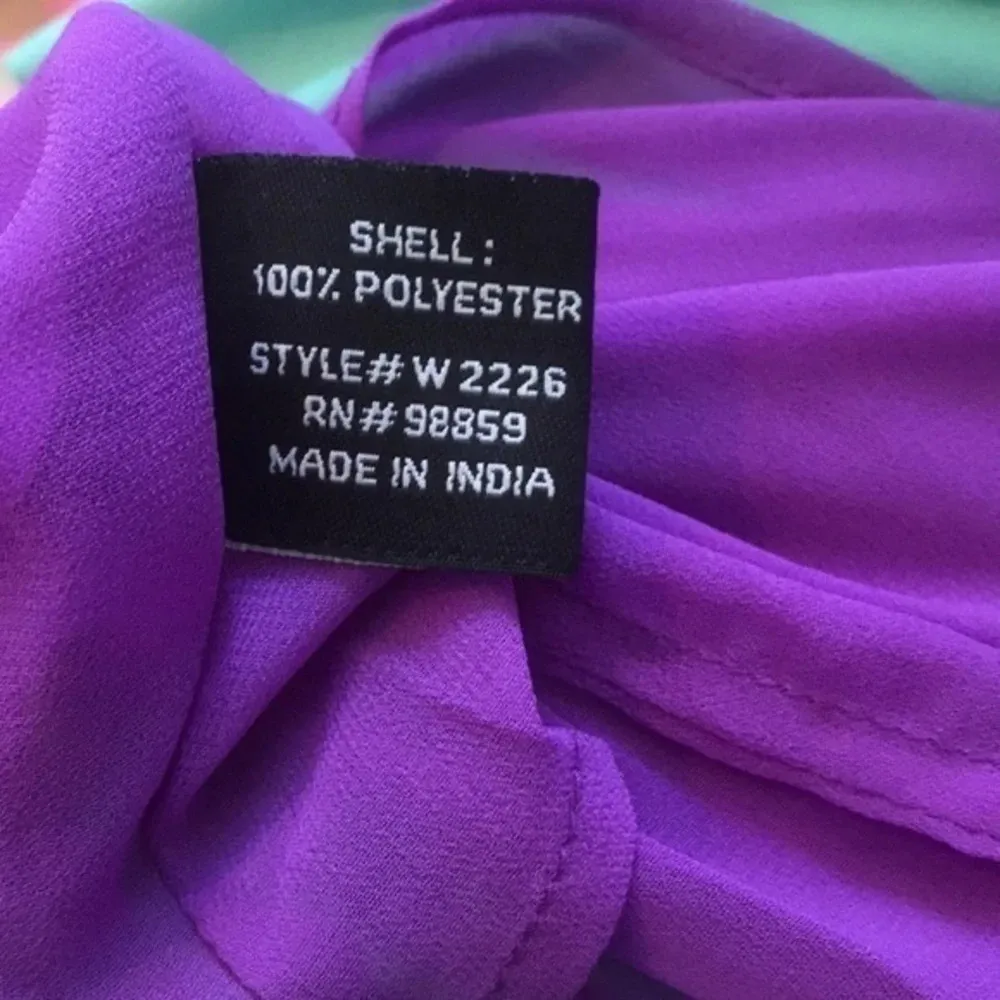 SHELL:
100% POLYESTER
STYLE# W 2226
RN# 98859
MADE IN INDIA